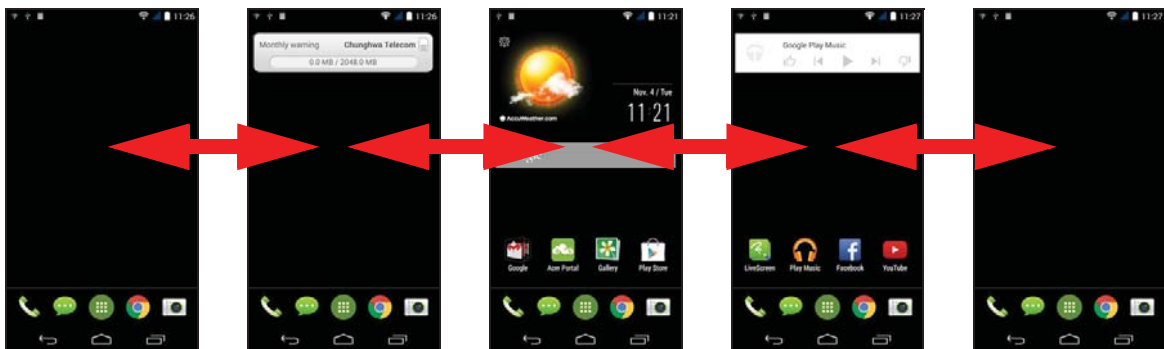 11:26
11:26
Monthly warning Chunghwa Telecom
0.0 MB / 2048.0 MB
11:21
Nov. 4 / Tue
11:21
AccuWeather.com
Google Acer Portal Gallery Play Store
11:27
Google Play Music
LiveScreen Play Music Facebook YouTube
11:27